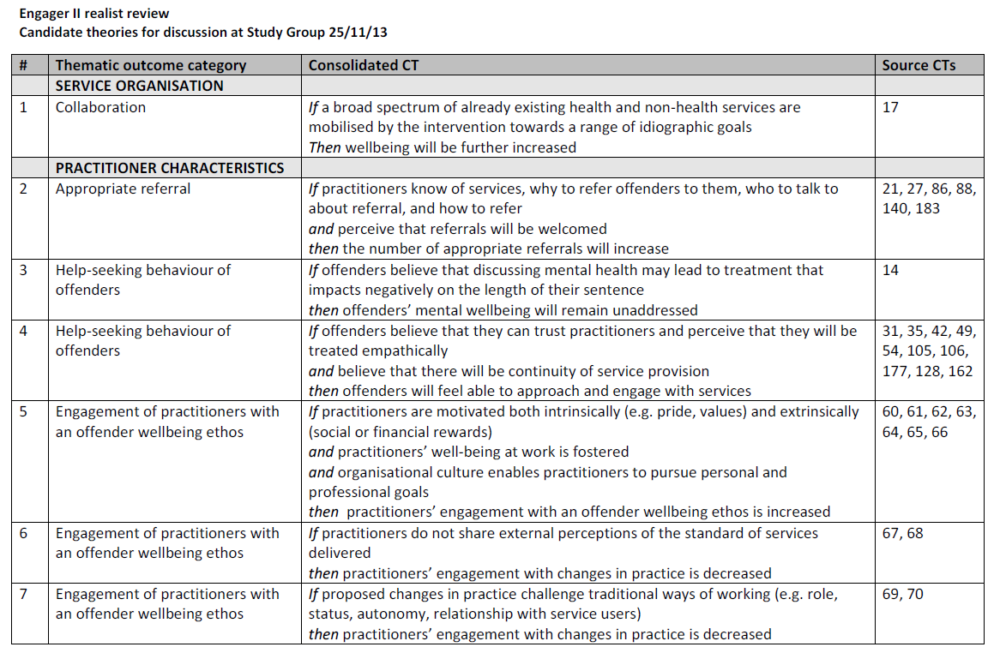 Engager II realist review
Candidate theories for discussion at Study Group 25/11/13
# Thematic outcome category Consolidated CT Source CTs
SERVICE ORGANISATION
1 Collaboration If a broad spectrum of already existing health and non-health services are 17
mobilised by the intervention towards a range of idiographic goals
Then wellbeing will be further increased
PRACTITIONER CHARACTERISTICS
2 Appropriate referral If practitioners know of services, why to refer offenders to them, who to talk to 21, 27, 86, 88,
about referral, and how to refer 140, 183
and perceive that referrals will be welcomed
then the number of appropriate referrals will increase
3 Help-seeking behaviour of If offenders believe that discussing mental health may lead to treatment that 14
offenders impacts negatively on the length of their sentence
then offenders’ mental wellbeing will remain unaddressed
4 Help-seeking behaviour of If offenders believe that they can trust practitioners and perceive that they will be 31, 35, 42, 49,
offenders treated empathically 54, 105, 106,
and believe that there will be continuity of service provision 177, 128, 162
then offenders will feel able to approach and engage with services
5 Engagement of practitioners with If practitioners are motivated both intrinsically (e.g. pride, values) and extrinsically 60, 61, 62, 63,
an offender wellbeing ethos (social or financial rewards) 64, 65, 66
and practitioners’ well-being at work is fostered
and organisational culture enables practitioners to pursue personal and
professional goals
then practitioners’ engagement with an offender wellbeing ethos is increased
6 Engagement of practitioners with If practitioners do not share external perceptions of the standard of services 67, 68
an offender wellbeing ethos delivered
then practitioners’ engagement with changes in practice is decreased
7 Engagement of practitioners with If proposed changes in practice challenge traditional ways of working (e.g. role, 69, 70
an offender wellbeing ethos status, autonomy, relationship with service users)
then practitioners’ engagement with changes in practice is decreased